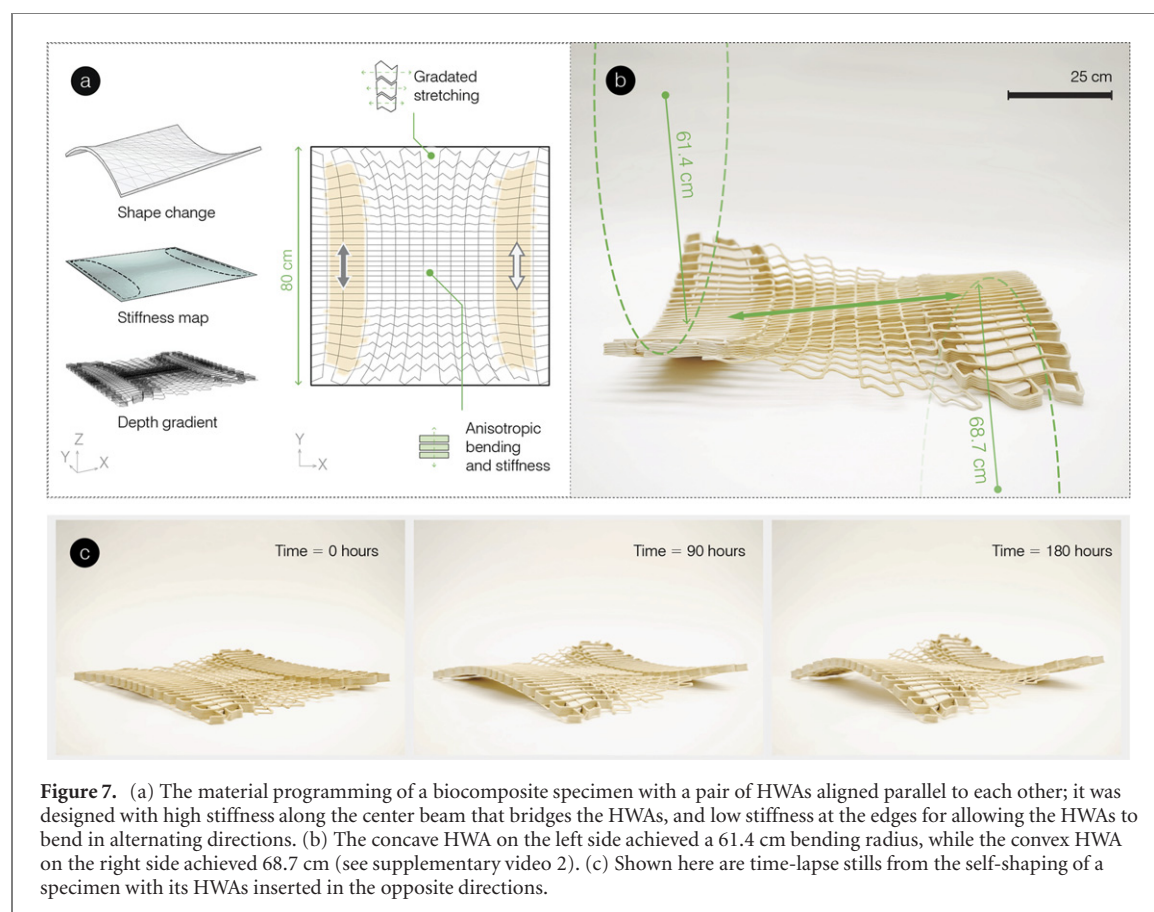 a
Gradated
stretching
Shape change
Stiffness map
Depth gradient
Z
Y
X
80 cm
Y
X
Anisotropic
bending
and stiffness
b
25 cm
61.4 cm
68.7 cm
c
Time = 0 hours
Time = 90 hours
Time = 180 hours
Figure 7. (a) The material programming of a biocomposite specimen with a pair of HWAs aligned parallel to each other; it was
designed with high stiffness along the center beam that bridges the HWAs, and low stiffness at the edges for allowing the HWAs to
bend in alternating directions. (b) The concave HWA on the left side achieved a 61.4 cm bending radius, while the convex HWA
on the right side achieved 68.7 cm (see supplementary video 2). (c) Shown here are time-lapse stills from the self-shaping of a
specimen with its HWAs inserted in the opposite directions.